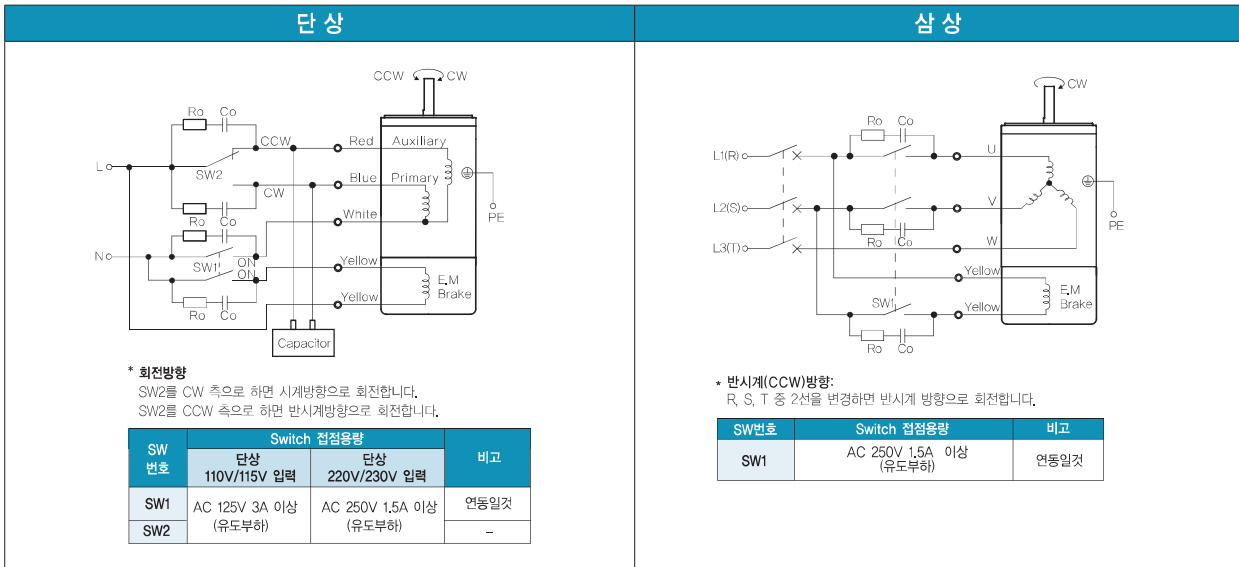 단 상
CCW CW
Ro Co
CCW
Red Auxiliary
L
SW2
Blue Primary
CW
Ro Co
White
PE
Ro Co
N
SW1 ON
ON
Yellow
E.M
Brake
Yellow
Ro Co
Capacitor
* 회전방향
SW2를 CW 측으로 하면 시계방향으로 회전합니다.
SW2를 CCW 측으로 하면 반시계방향으로 회전합니다.
SW
번호
Switch 접점용량
비고
단상
110V/115V 입력
단상
220V/230V 입력
SW1
AC 125V 3A 이상
(유도부하)
AC 250V 1.5A 이상
(유도부하)
연동일것
SW2
–
삼 상
CW
Ro Co
L1(R)
U
L2(S)
V
PE
Ro Co
L3(T)
W
Yellow
E.M
Brake
SW1
Yellow
Ro Co
* 반시계(CCW)방향:
R, S, T 중 2선을 변경하면 반시계 방향으로 회전합니다.
SW번호 Switch 접점용량 비고
SW1
AC 250V 1.5A 이상
(유도부하)
연동일것